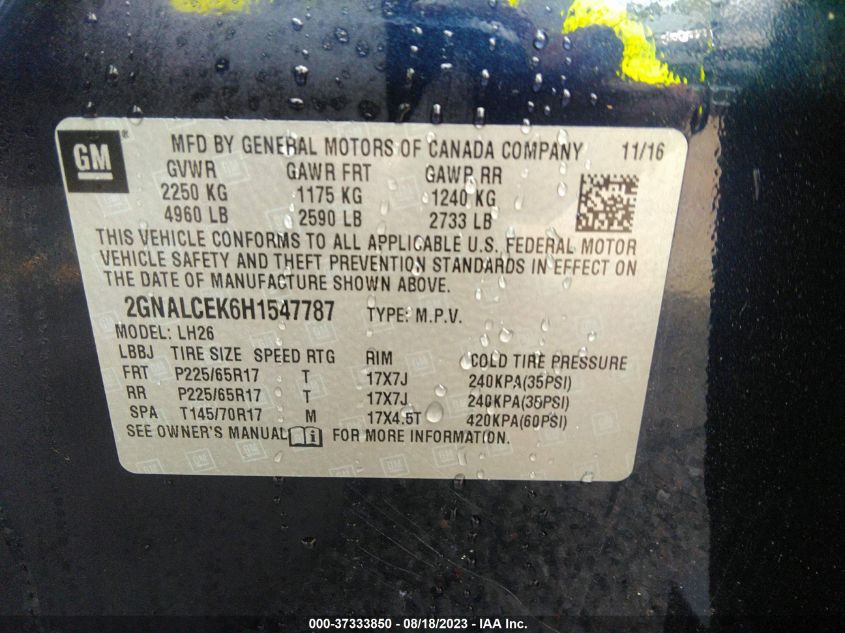 GM®
MFD BY GENERAL MOTORS OF CANADA COMPANY 11/16
GVWR GAWR FRT GAWR RR
2250 KG 1175 KG 1240 KG
4960 LB 2590 LB 2733 LB
THIS VEHICLE CONFORMS TO ALL APPLICABLE U.S. FEDERAL MOTOR
VEHICLE SAFETY AND THEFT PREVENTION STANDARDS IN EFFECT ON
THE DATE OF MANUFACTURE SHOWN ABOVE.
2GNALCEK6H1547787 TYPE: M.P.V.
MODEL: LH26
LBBJ TIRE SIZE SPEED RTG RIM COLD TIRE PRESSURE
FRT P225/65R17 T 17X7J 240KPA(35PSI)
RR P225/65R17 T 17X7J 240KPA(35PSI)
SPA T145/70R17 M 17X4.5T 420KPA(60PSI)
SEE OWNER'S MANUAL FOR MORE INFORMATION.
000-37333850 - 08/18/2023 - IAA Inc.